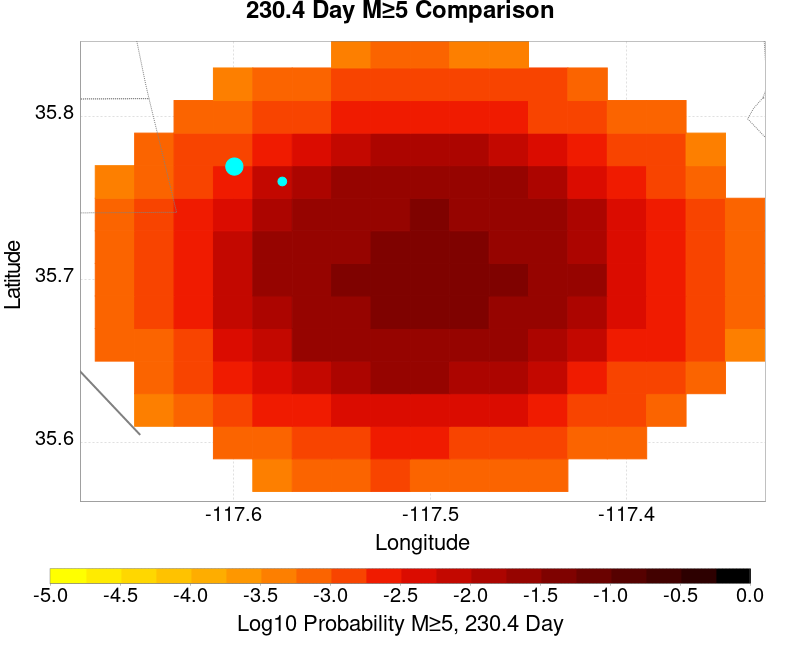 230.4 Day M≥5 Comparison
35.8
35.7
35.6
Latitude
-117.6 -117.5 -117.4
Longitude
-5.0 -4.5 -4.0 -3.5 -3.0 -2.5 -2.0 -1.5 -1.0 -0.5 0.0
Log10 Probability M≥5, 230.4 Day